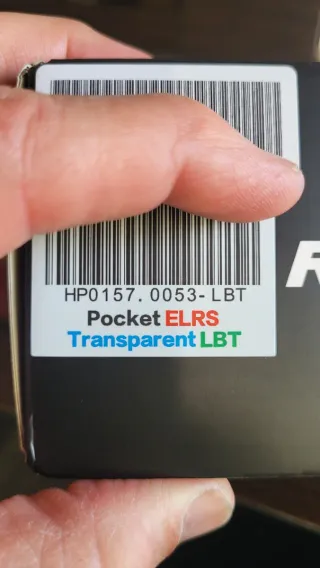 HP0157. 0053- LBT
Pocket ELRS
Transparent LBT
R